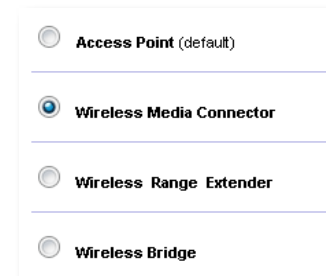 Access Point (default)
Wireless Media Connector
Wireless Range Extender
Wireless Bridge